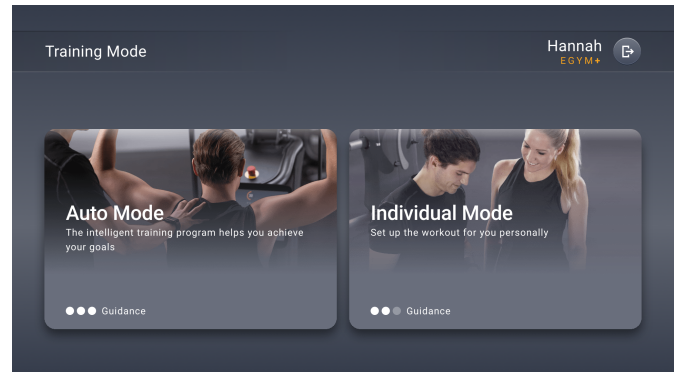 Training Mode
Hannah
EGYM+
Auto Mode
The intelligent training program helps you achieve
your goals
Guidance
Individual Mode
Set up the workout for you personally
Guidance